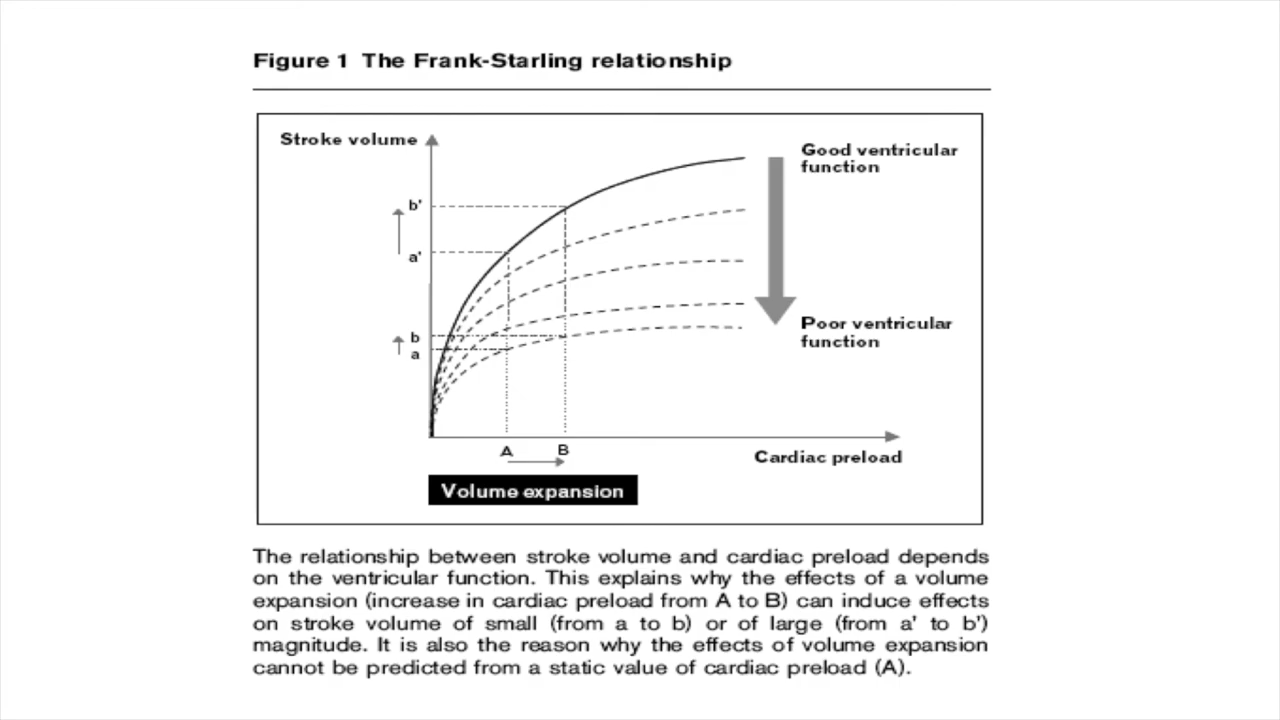 Figure 1 The Frank-Starling relationship
Stroke volume
Good ventricular
function
b'
a'
b
a
Poor ventricular
function
A
B
Cardiac preload
Volume expansion
The relationship between stroke volume and cardiac preload depends
on the ventricular function. This explains why the effects of a volume
expansion (increase in cardiac preload from A to B) can induce effects
on stroke volume of small (from a to b) or of large (from a' to b')
magnitude. It is also the reason why the effects of volume expansion
cannot be predicted from a static value of cardiac preload (A).